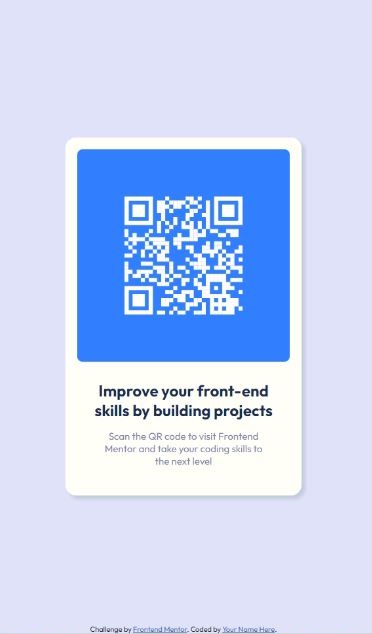 Improve your front-end
skills by building projects
Scan the QR code to visit Frontend
Mentor and take your coding skills to
the next level
Challenge by Frontend Mentor. Coded by Your Name Here.